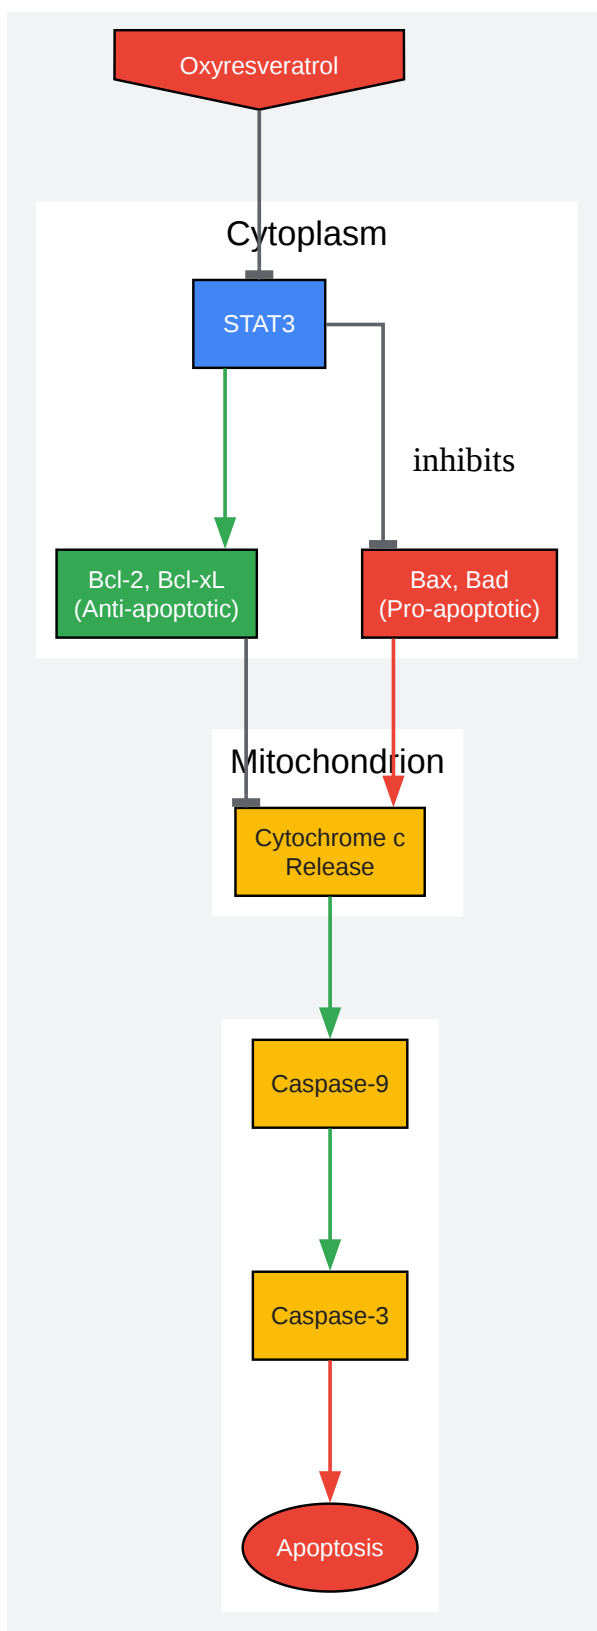 Oxyresveratrol
Cytoplasm
STAT3
inhibits
Bcl-2, Bcl-xL
(Anti-apoptotic)
Bax, Bad
(Pro-apoptotic)
Mitochondrion
Cytochrome c
Release
Caspase-9
Caspase-3
Apoptosis